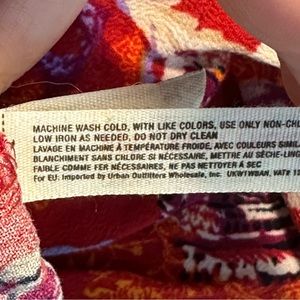 MACHINE WASH COLD, WITH LIKE COLORS, USE ONLY NON-CHL
LOW IRON AS NEEDED, DO NOT DRY CLEAN
LAVAGE EN MACHINE À TEMPÉRATURE FROIDE, AVEC COULEURS SIMILA
BLANCHIMENT SANS CHLORE SI NÉCESSAIRE, METTRE AU SÈCHE-LING
FAIBLE COMME FER NÉCESSAIRES, NE PAS NETTOYER À SEC
For EU: Imported by Urban Outfitters Wholesale, Inc. UKW1WBAN, VAT#